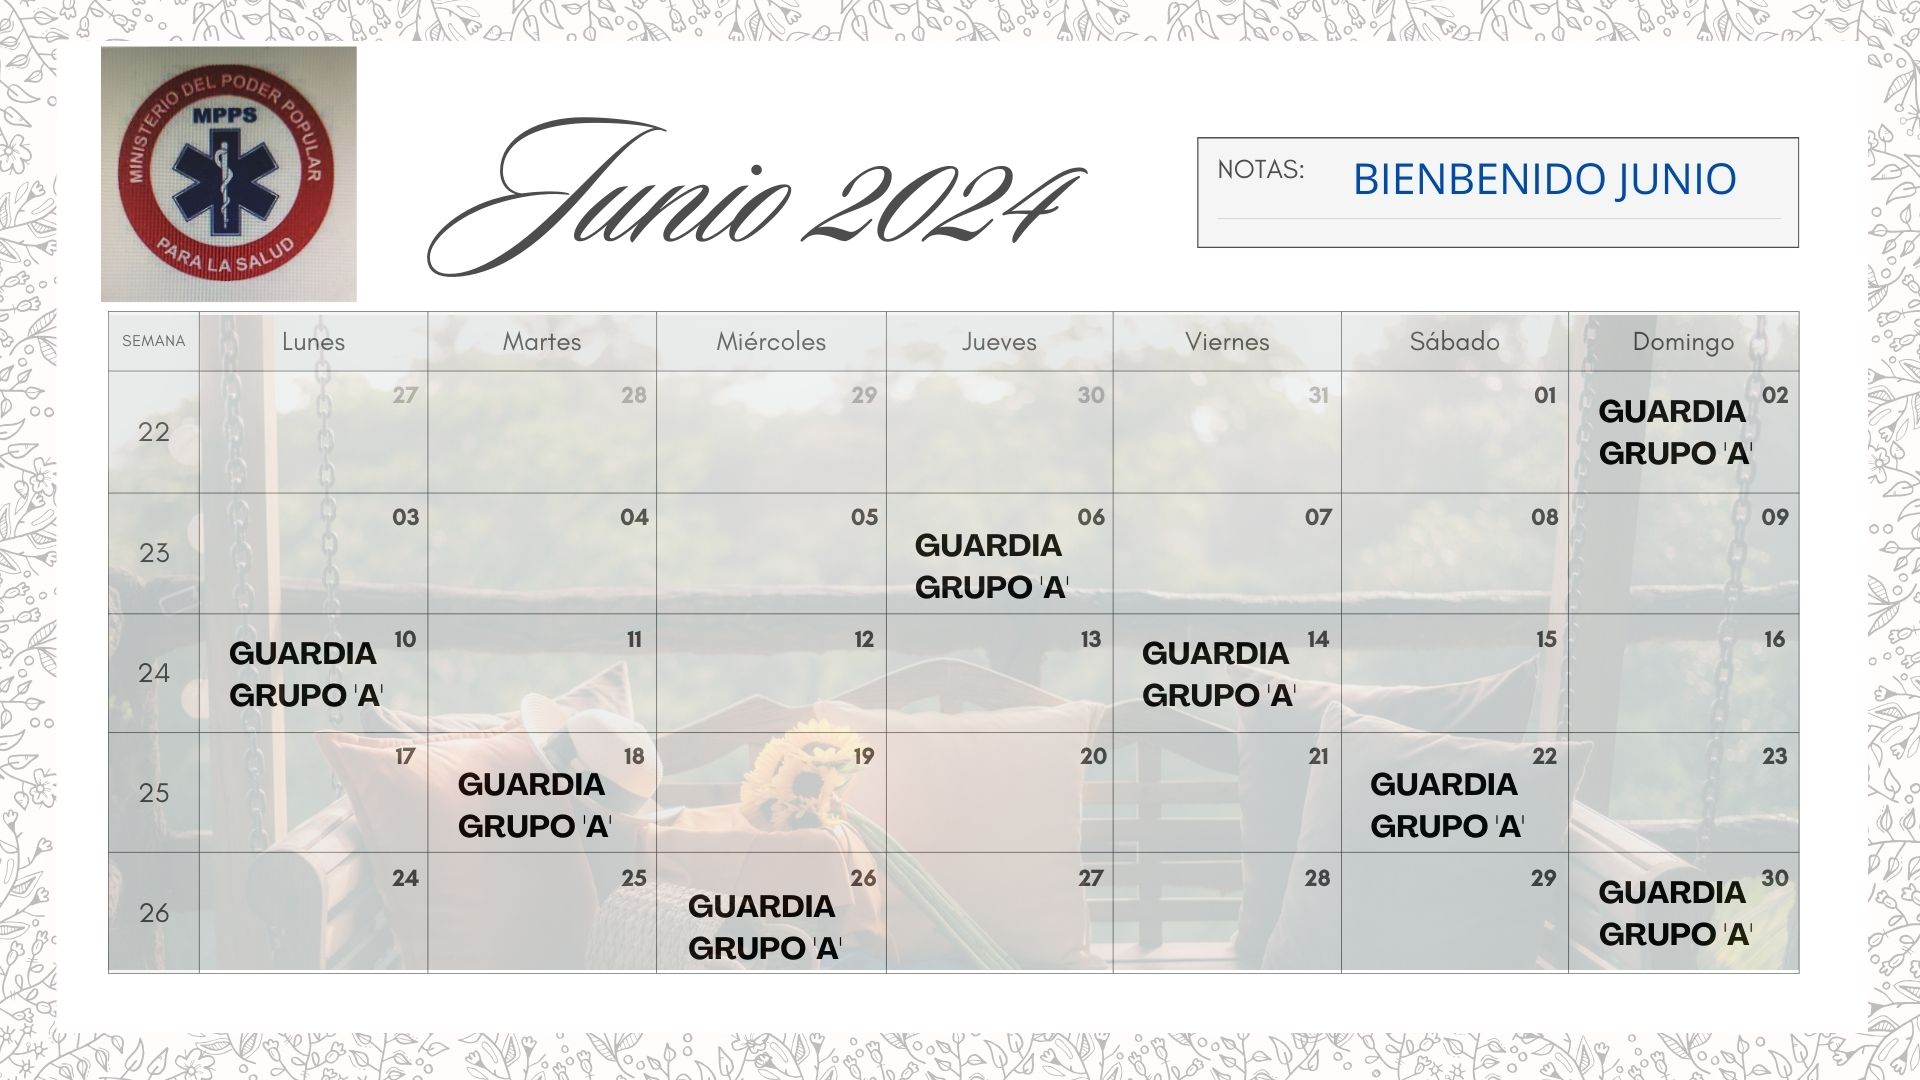 MINISTERIO DEL PODER POPULAR
MPPS
PARA LA SALUD
Junio 2024
NOTAS: BIENBENIDO JUNIO
SEMANA Lunes Martes Miércoles Jueves Viernes Sábado Domingo
22 27 28 29 30 31 01 02
GUARDIA
GRUPO 'A'
23 03 04 05 06 07 08 09
GUARDIA
GRUPO 'A'
24 10 11 12 13 14 15 16
GUARDIA GUARDIA
GRUPO 'A' GRUPO 'A'
25 17 18 19 20 21 22 23
GUARDIA GUARDIA
GRUPO 'A' GRUPO 'A'
26 24 25 26 27 28 29 30
GUARDIA GUARDIA
GRUPO 'A' GRUPO 'A'